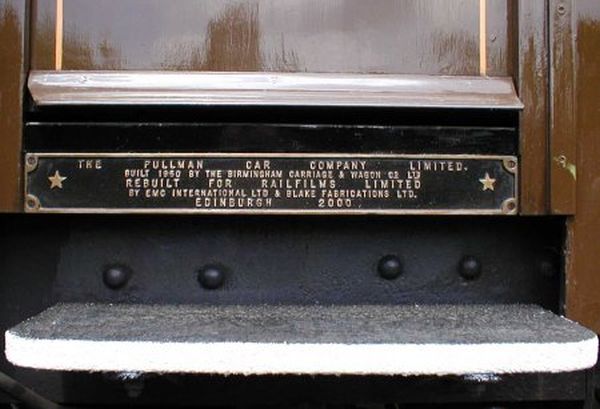 THE PULLMAN CAR COMPANY LIMITED.
BUILT 1950 BY THE BIRMINGHAM CARRIAGE & WAGON CO LTD
REBUILT FOR RAILFILMS LIMITED
BY EMC INTERNATIONAL LTD & BLAKE FABRICATIONS LTD.
EDINBURGH 2000